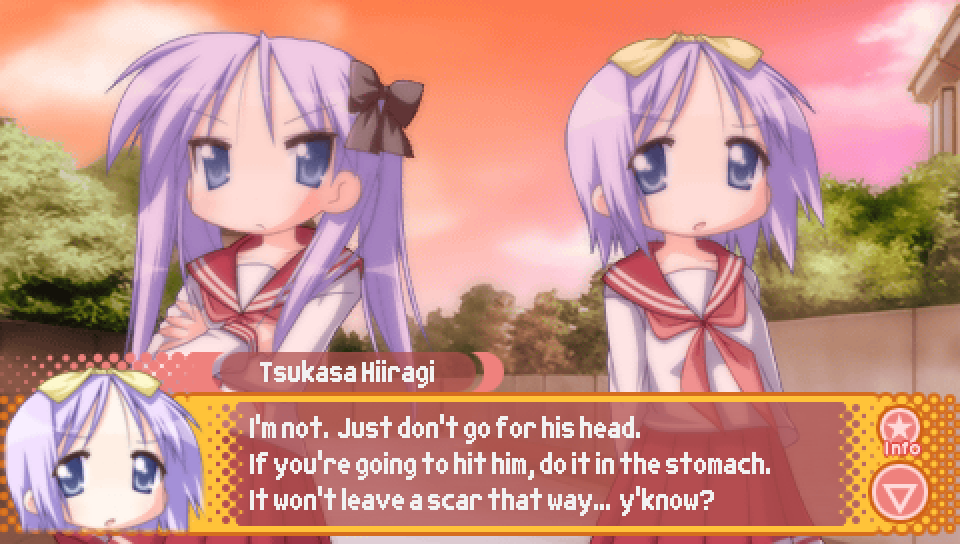 Tsukasa Hiiragi
I'm not. Just don't go for his head.
If you're going to hit him, do it in the stomach.
It won't leave a scar that way... y'know?
Info